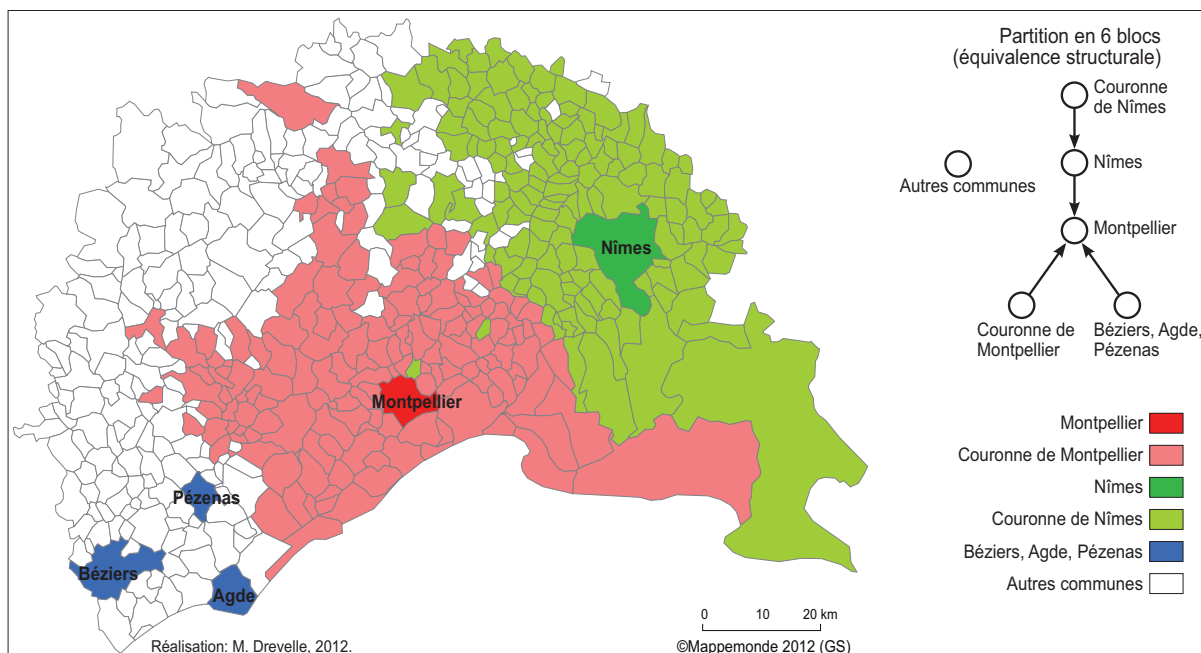 Partition en 6 blocs
(équivalence structurale)
Couronne
de Nîmes
Nîmes
Autres communes
Montpellier
Couronne de
Montpellier
Béziers, Agde,
Pézenas
Nîmes
Montpellier
Pézenas
Béziers
Agde
Montpellier
Couronne de Montpellier
Nîmes
Couronne de Nîmes
Béziers, Agde, Pézenas
Autres communes
0 10 20 km
Réalisation: M. Drevelle, 2012.
©Mappemonde 2012 (GS)